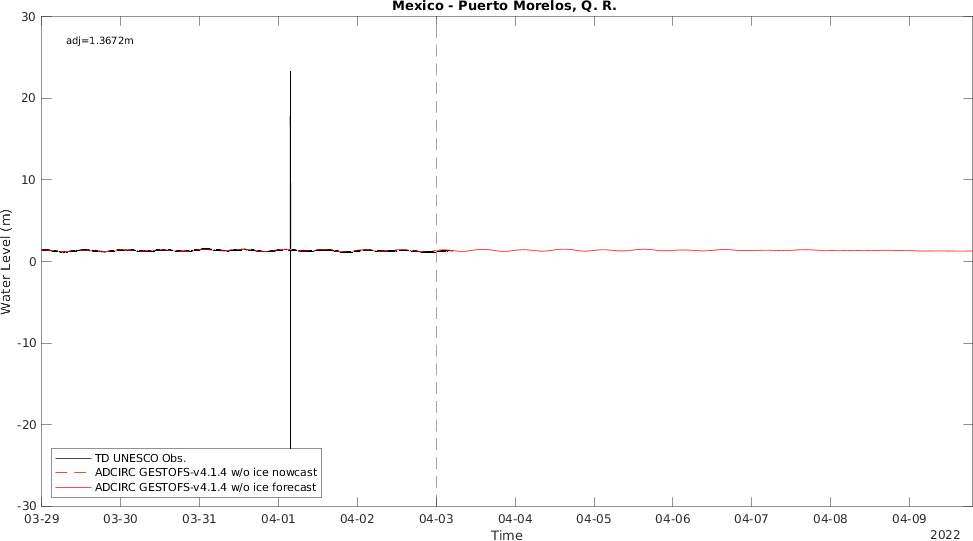 Mexico - Puerto Morelos, Q. R.
30
adj=1.3672m
20
10
0
-10
-20
-30
Water Level (m)
TD UNESCO Obs.
ADCIRC GESTOFS-v4.1.4 w/o ice nowcast
ADCIRC GESTOFS-v4.1.4 w/o ice forecast
03-29 03-30 03-31 04-01 04-02 04-03 04-04 04-05 04-06 04-07 04-08 04-09
Time
2022